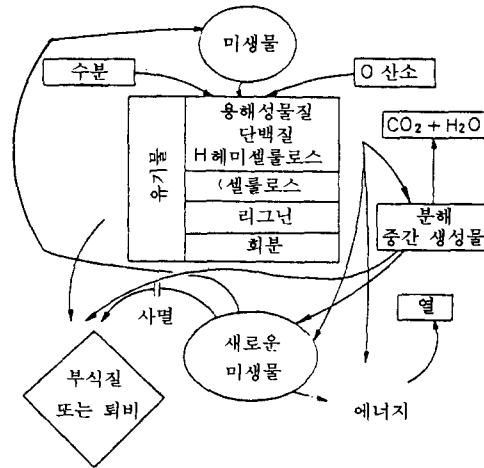 미생물
수분
O 산소
용해성물질
단백질
H헤미셀룰로스
(셀룰로스
리그닌
회분
유기물
CO₂ + H₂O
분해
중간 생성물
열
사멸
새로운
미생물
에너지
부식질
또는 퇴비